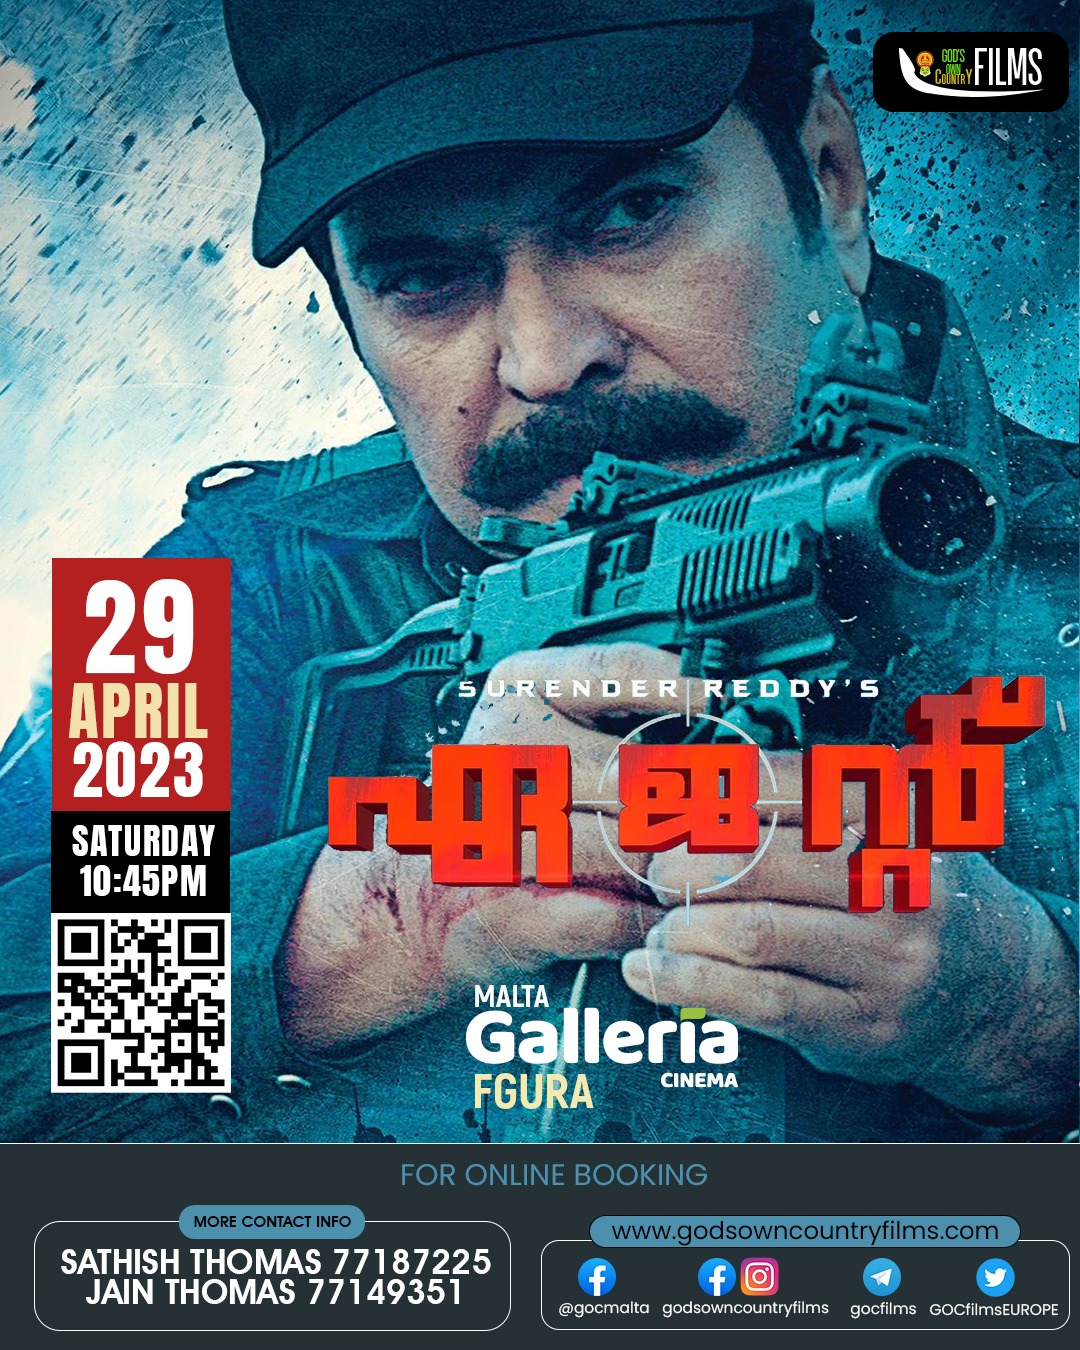 GOD'S
OWN
COUNTRY
FILMS
29
APRIL
2023
SATURDAY
10:45PM
SURENDER REDDY'S
ഏജന്റ്
MALTA
Galleria
CINEMA
FGURA
FOR ONLINE BOOKING
MORE CONTACT INFO
SATHISH THOMAS 77187225
JAIN THOMAS 77149351
www.godsowncountryfilms.com
@gocmalta godsowncountryfilms gocfilms GOCfilmsEUROPE